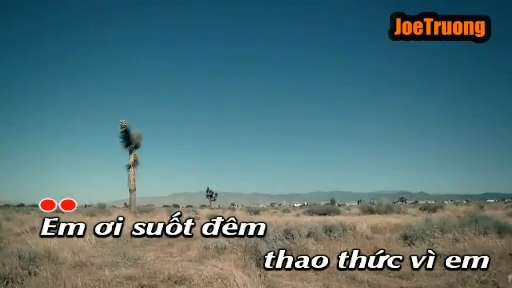 JoeTruong
Em ơi suốt đêm
thao thức vì em